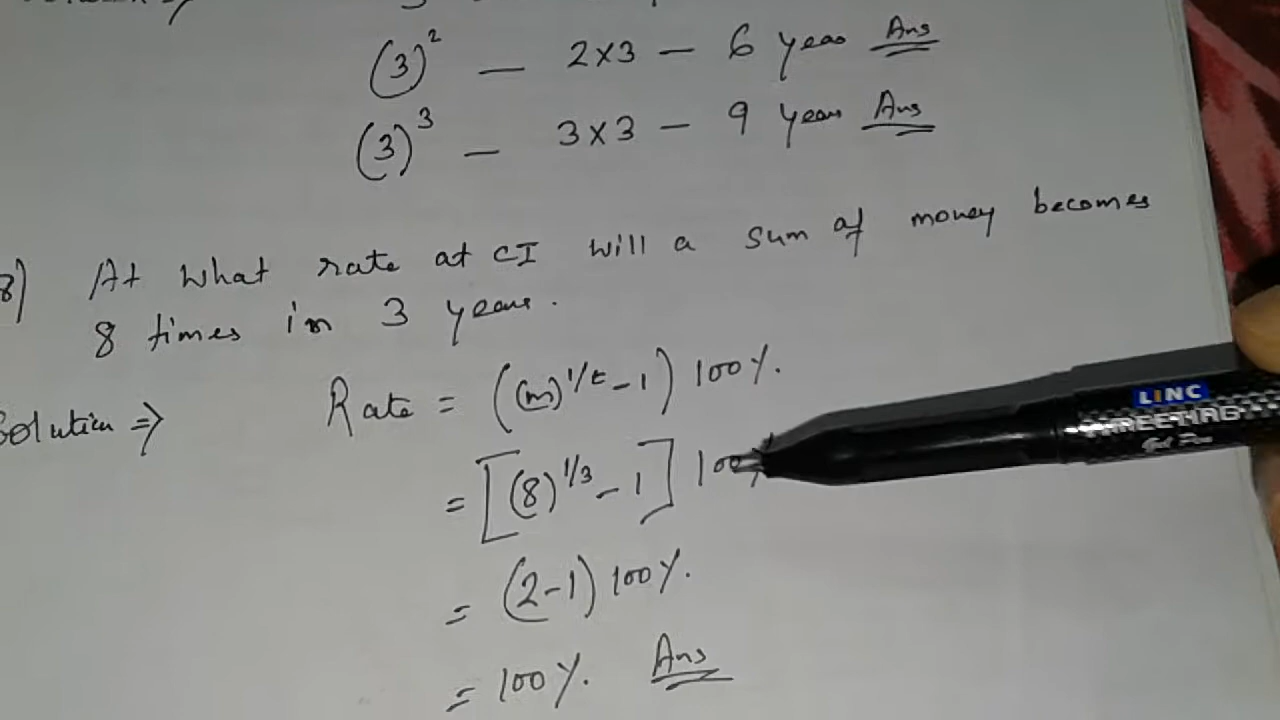 (3)² — 2×3 — 6 years Ans
(3)³ — 3×3 — 9 years Ans
8) At what rate at CI will a sum of money becomes
8 times in 3 years.
Solution ⇒ Rate = ((m)^1/t - 1) 100%.
= [(8)^1/3 - 1] 100%
= (2-1) 100%.
= 100%. Ans
LINC
Gel Pen